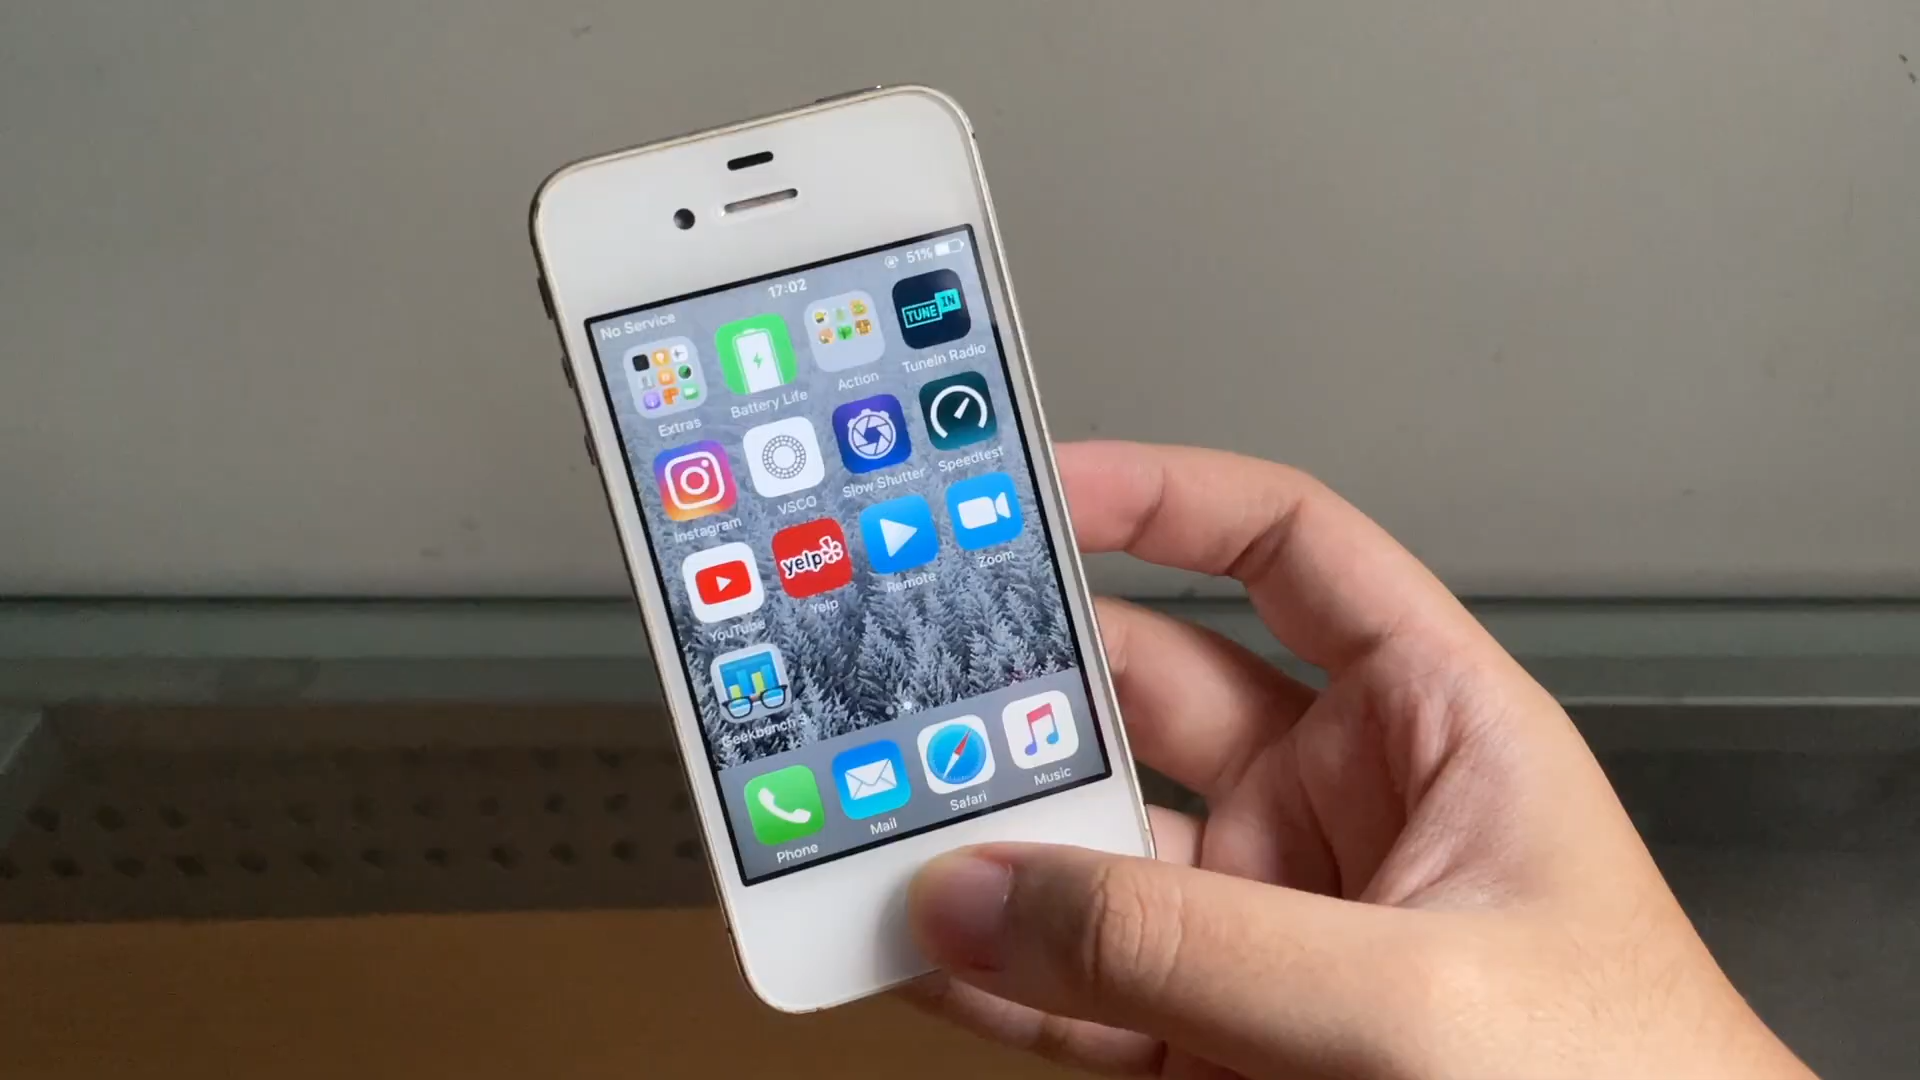 No Service 17:02 51%
Extras Battery Life Action TuneIn Radio
TUNE IN
Instagram VSCO Slow Shutter Speedtest
yelp
YouTube Yelp Remote Zoom
Geekbench 3
Phone Mail Safari Music